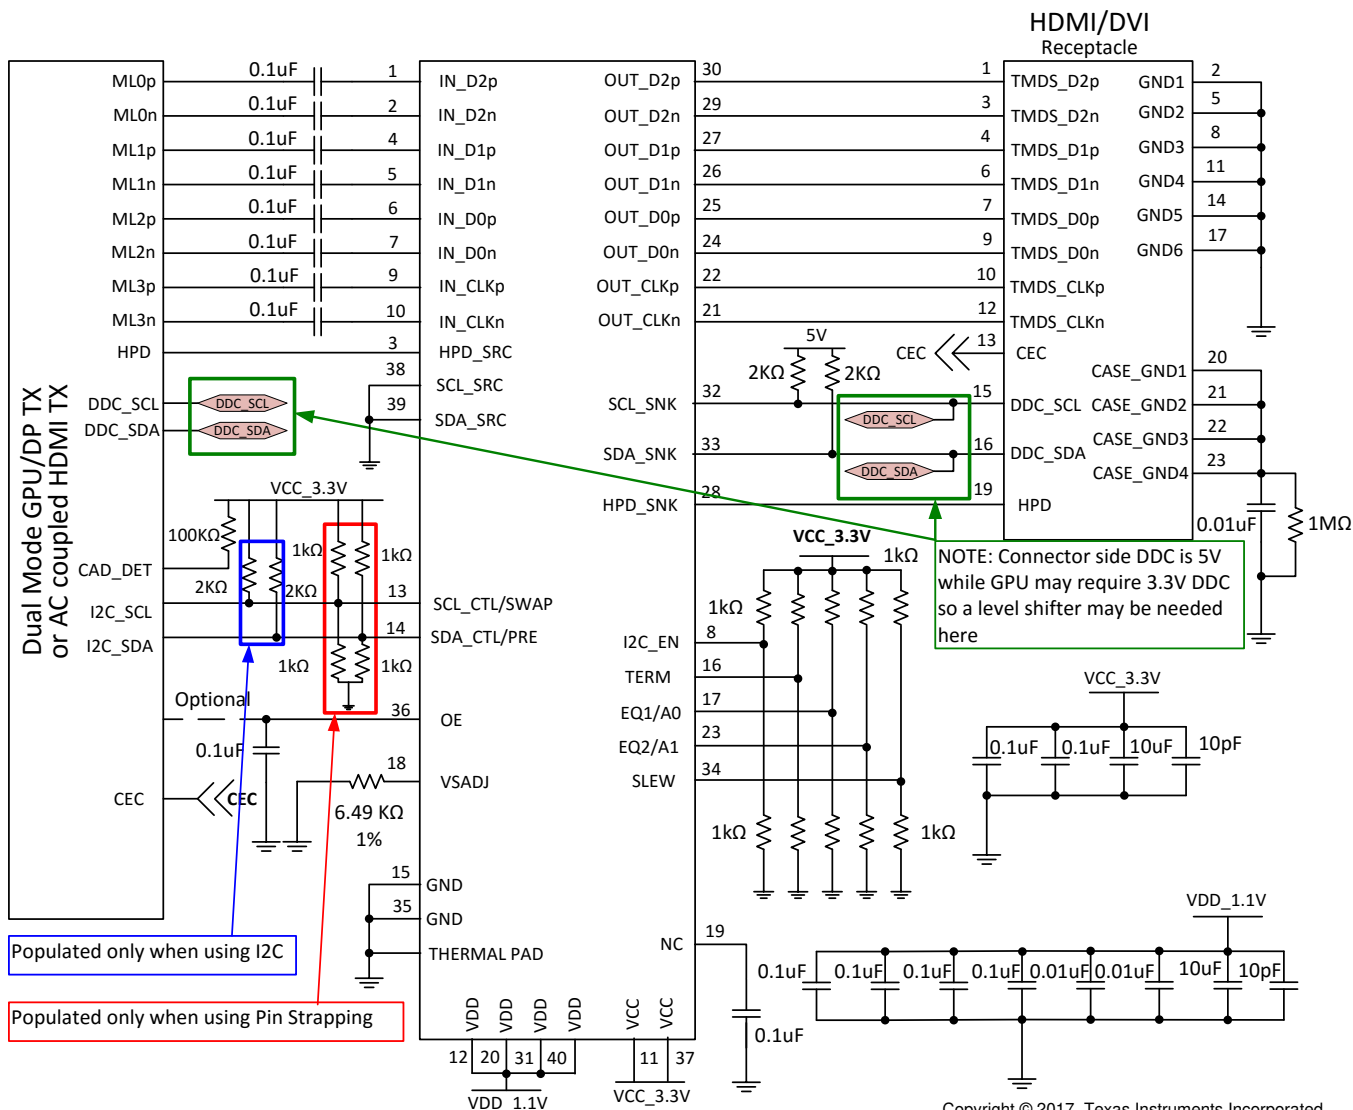 HDMI/DVI
Receptacle
ML0p 0.1uF 1 IN_D2p OUT_D2p 30 1 TMDS_D2p GND1 2
ML0n 0.1uF 2 IN_D2n OUT_D2n 29 3 TMDS_D2n GND2 5
ML1p 0.1uF 4 IN_D1p OUT_D1p 27 4 TMDS_D1p GND3 8
ML1n 0.1uF 5 IN_D1n OUT_D1n 26 6 TMDS_D1n GND4 11
ML2p 0.1uF 6 IN_D0p OUT_D0p 25 7 TMDS_D0p GND5 14
ML2n 0.1uF 7 IN_D0n OUT_D0n 24 9 TMDS_D0n GND6 17
ML3p 0.1uF 9 IN_CLKp OUT_CLKp 22 10 TMDS_CLKp
ML3n 0.1uF 10 IN_CLKn OUT_CLKn 21 12 TMDS_CLKn
HPD 3 HPD_SRC 5V CEC 13 CEC
38 SCL_SRC 2KΩ 2KΩ CASE_GND1 20
DDC_SCL DDC_SCL 39 SDA_SRC SCL_SNK 32 15 DDC_SCL CASE_GND2 21
DDC_SDA DDC_SDA DDC_SCL CASE_GND3 22
SDA_SNK 33 16 DDC_SDA CASE_GND4 23
DDC_SDA
HPD_SNK 28 19 HPD 0.01uF 1MΩ
Dual Mode GPU/DP TX
or AC coupled HDMI TX
VCC_3.3V
100KΩ 1kΩ 1kΩ
CAD_DET 2KΩ 2KΩ
I2C_SCL 13 SCL_CTL/SWAP
I2C_SDA 14 SDA_CTL/PRE
1kΩ 1kΩ
VCC_3.3V 1kΩ
1kΩ
NOTE: Connector side DDC is 5V
while GPU may require 3.3V DDC
so a level shifter may be needed
here
I2C_EN 8
TERM 16
EQ1/A0 17
EQ2/A1 23
SLEW 34
1kΩ 1kΩ
Optional 36 OE
0.1uF
18 VSADJ
CEC CEC 6.49 KΩ
1%
VCC_3.3V
0.1uF 0.1uF 10uF 10pF
15 GND
35 GND
THERMAL PAD
NC 19
0.1uF
Populated only when using I2C
Populated only when using Pin Strapping
VDD_1.1V
0.1uF 0.1uF 0.1uF 0.1uF 0.01uF 0.01uF 10uF 10pF
VDD VDD VDD VDD VCC VCC
12 20 31 40 11 37
VDD_1.1V VCC_3.3V
Copyright © 2017, Texas Instruments Incorporated